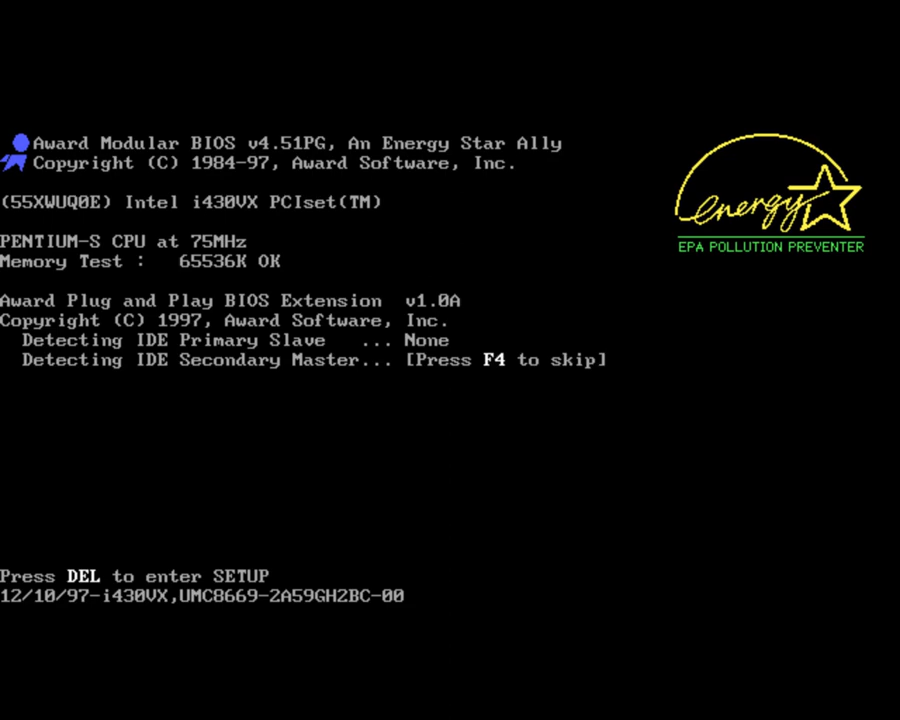 Award Modular BIOS v4.51PG, An Energy Star Ally
Copyright (C) 1984-97, Award Software, Inc.
energy
EPA POLLUTION PREVENTER
(55XWUQ0E) Intel i430VX PCIset(TM)
PENTIUM-S CPU at 75MHz
Memory Test :   65536K OK
Award Plug and Play BIOS Extension  v1.0A
Copyright (C) 1997, Award Software, Inc.
Detecting IDE Primary Slave   ... None
Detecting IDE Secondary Master... [Press F4 to skip]
Press DEL to enter SETUP
12/10/97-i430VX,UMC8669-2A59GH2BC-00